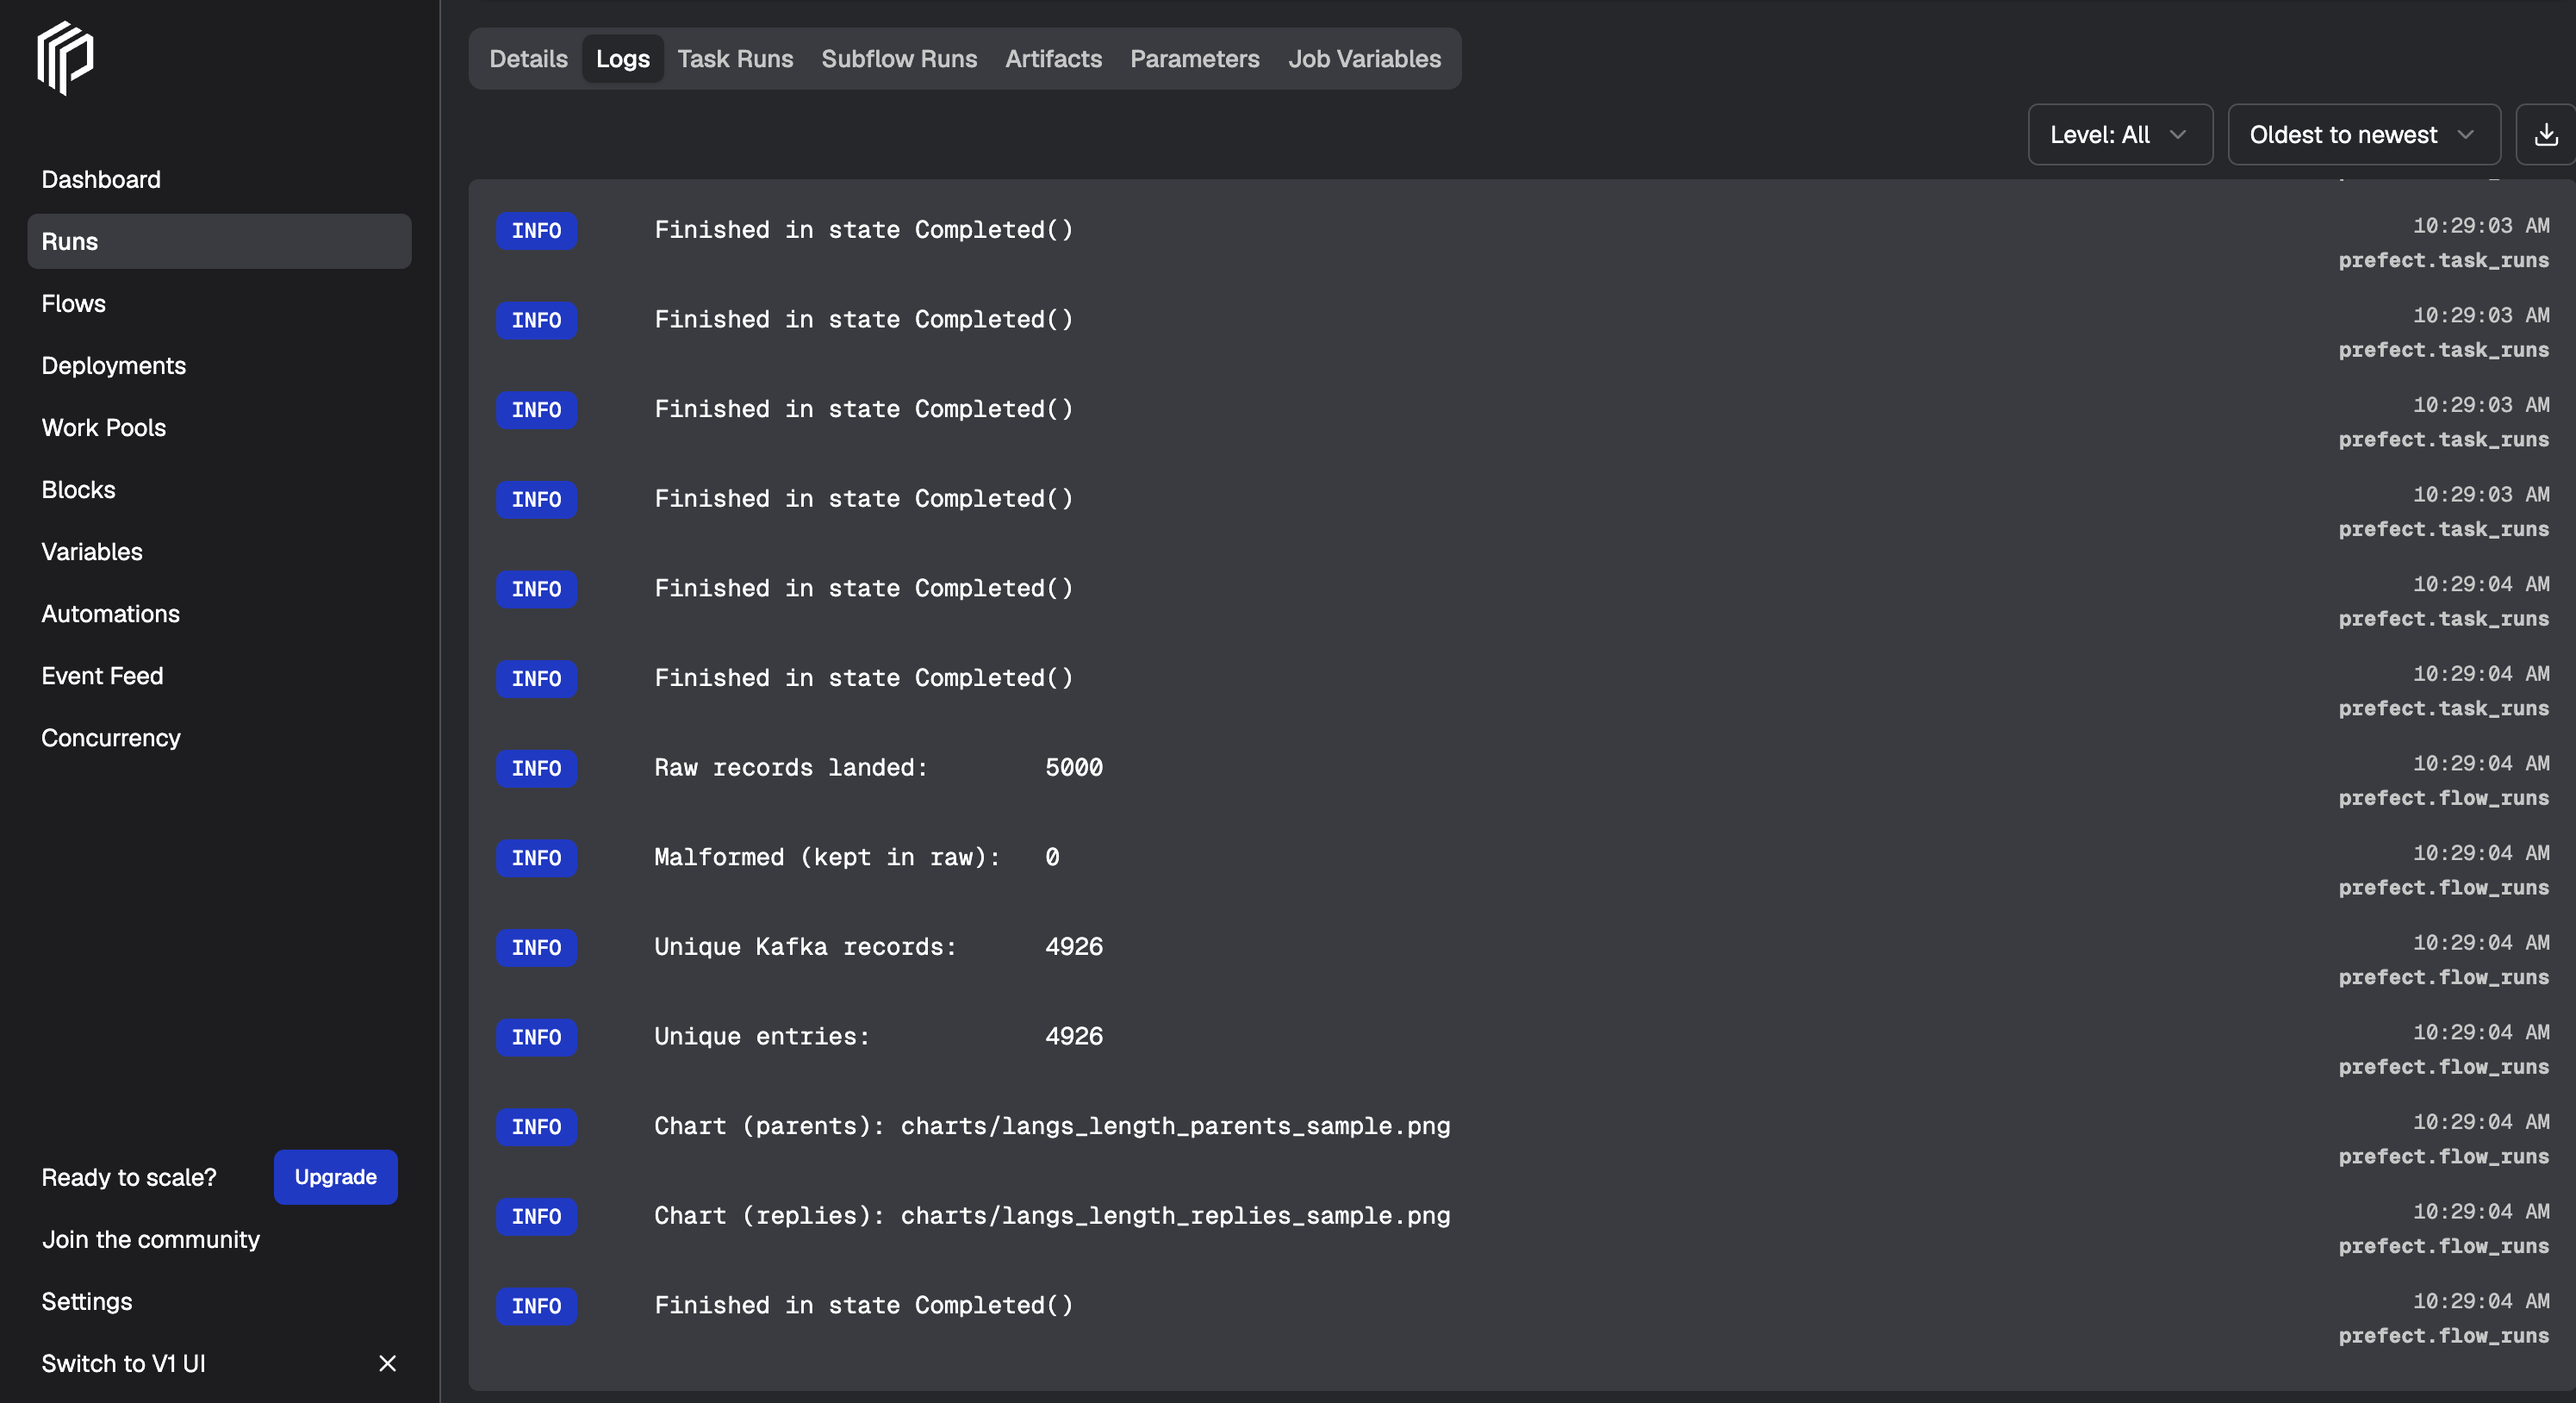 Details Logs Task Runs Subflow Runs Artifacts Parameters Job Variables
Level: All Oldest to newest
Dashboard
Runs
Flows
Deployments
Work Pools
Blocks
Variables
Automations
Event Feed
Concurrency
Ready to scale? Upgrade
Join the community
Settings
Switch to V1 UI
INFO Finished in state Completed() 10:29:03 AM
prefect.task_runs
INFO Finished in state Completed() 10:29:03 AM
prefect.task_runs
INFO Finished in state Completed() 10:29:03 AM
prefect.task_runs
INFO Finished in state Completed() 10:29:03 AM
prefect.task_runs
INFO Finished in state Completed() 10:29:04 AM
prefect.task_runs
INFO Finished in state Completed() 10:29:04 AM
prefect.task_runs
INFO Raw records landed: 5000 10:29:04 AM
prefect.flow_runs
INFO Malformed (kept in raw): 0 10:29:04 AM
prefect.flow_runs
INFO Unique Kafka records: 4926 10:29:04 AM
prefect.flow_runs
INFO Unique entries: 4926 10:29:04 AM
prefect.flow_runs
INFO Chart (parents): charts/langs_length_parents_sample.png 10:29:04 AM
prefect.flow_runs
INFO Chart (replies): charts/langs_length_replies_sample.png 10:29:04 AM
prefect.flow_runs
INFO Finished in state Completed() 10:29:04 AM
prefect.flow_runs